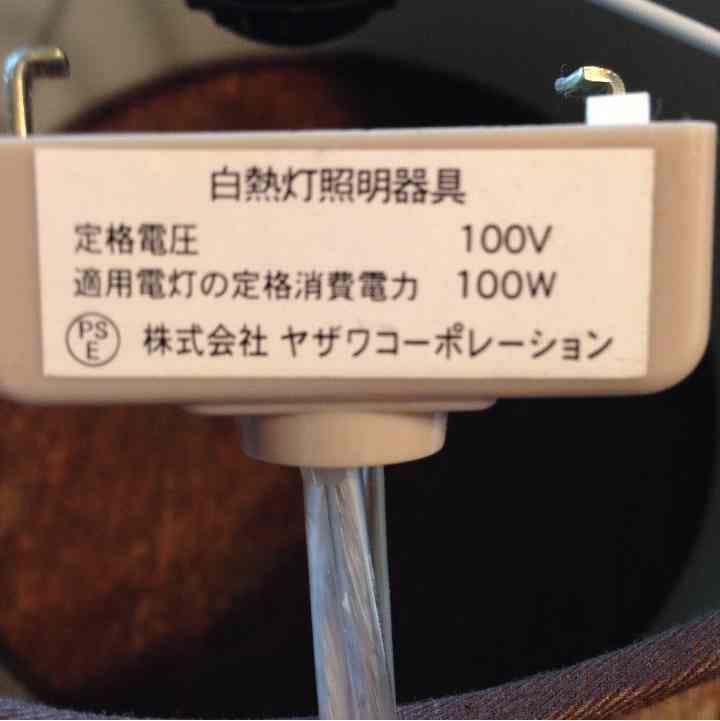 白熱灯照明器具
定格電圧 100V
適用電灯の定格消費電力 100W
PS
E 株式会社 ヤザワコーポレーション